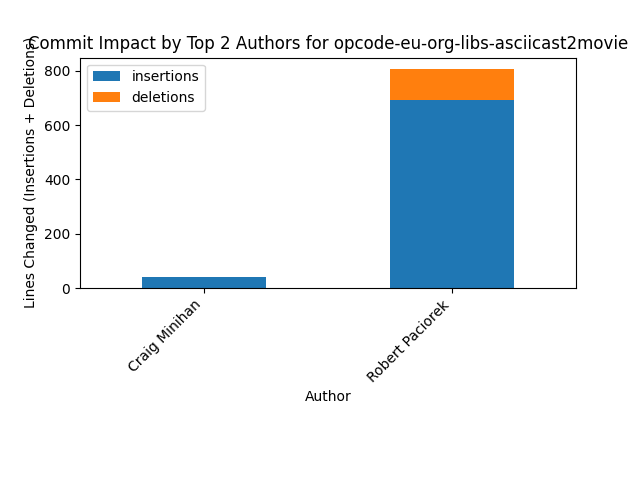 Commit Impact by Top 2 Authors for opcode-eu-org-libs-asciicast2movie
insertions
deletions
Lines Changed (Insertions + Deletions)
800
600
400
200
0
Craig Minihan
Robert Paciorek
Author